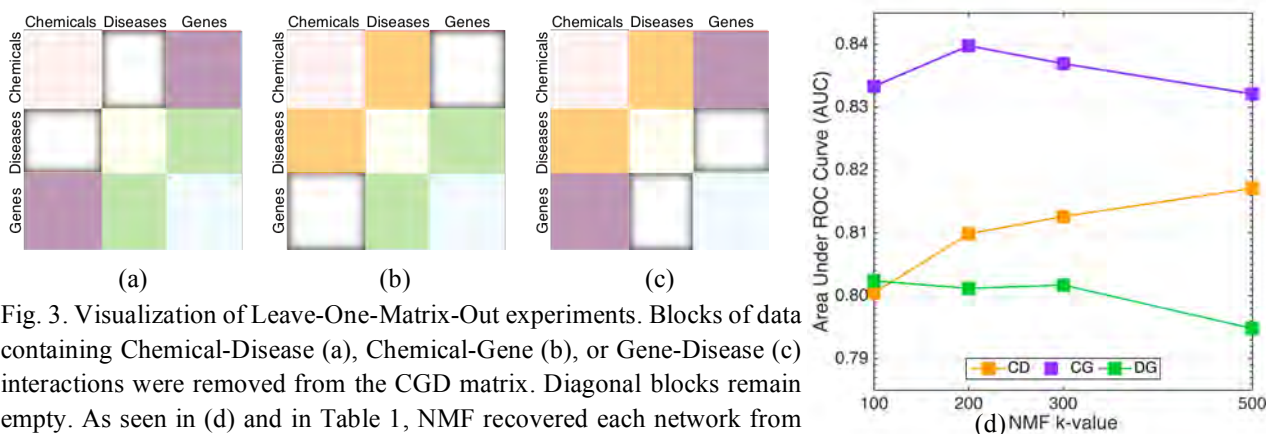 Chemicals Diseases Genes
Chemicals
Diseases
Genes
(a)
Chemicals Diseases Genes
Chemicals
Diseases
Genes
(b)
Chemicals Diseases Genes
Chemicals
Diseases
Genes
(c)
Fig. 3. Visualization of Leave-One-Matrix-Out experiments. Blocks of data
containing Chemical-Disease (a), Chemical-Gene (b), or Gene-Disease (c)
interactions were removed from the CGD matrix. Diagonal blocks remain
empty. As seen in (d) and in Table 1, NMF recovered each network from
Area Under ROC Curve (AUC)
0.84
0.83
0.82
0.81
0.80
0.79
CD CG DG
100 200 300 500
(d) NMF k-value